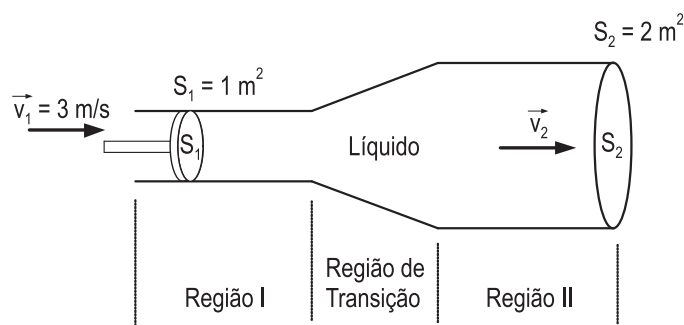 S₂ = 2 m²
S₁ = 1 m²
v₁ = 3 m/s
S₁
Líquido
v₂
S₂
Região I
Região de
Transição
Região II